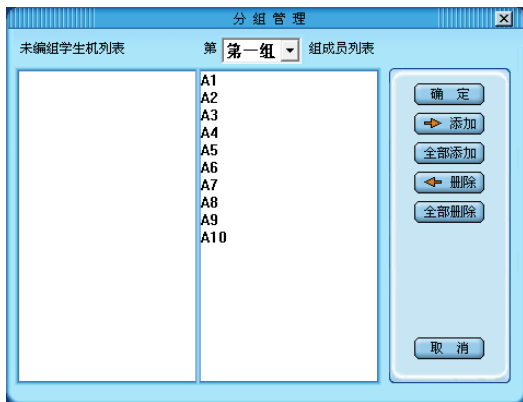 分组管理
未编组学生机列表
第 第一组 组成员列表
A1
A2
A3
A4
A5
A6
A7
A8
A9
A10
确 定
添加
全部添加
删除
全部删除
取 消